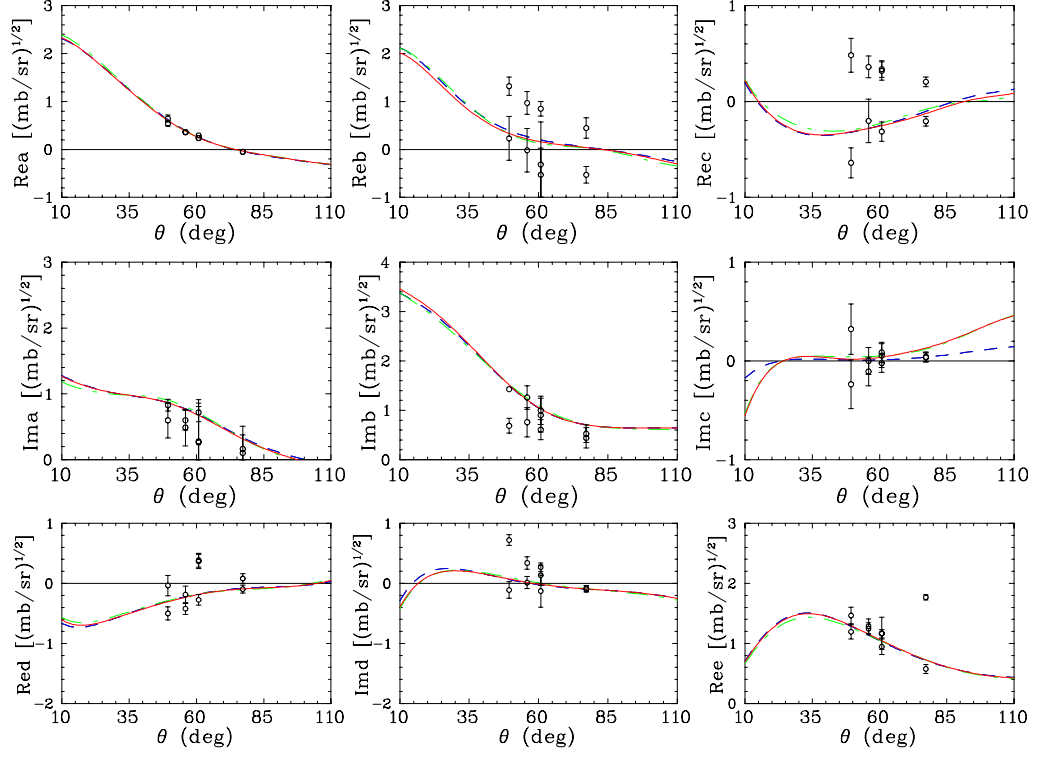 3
2
1
0
−1
Rea [(mb/sr)^1/2]
10 35 60 85 110
θ (deg)
3
2
1
0
−1
Reb [(mb/sr)^1/2]
10 35 60 85 110
θ (deg)
1
0
−1
Rec [(mb/sr)^1/2]
10 35 60 85 110
θ (deg)
3
2
1
0
Ima [(mb/sr)^1/2]
10 35 60 85 110
θ (deg)
4
3
2
1
0
Imb [(mb/sr)^1/2]
10 35 60 85 110
θ (deg)
1
0
−1
Imc [(mb/sr)^1/2]
10 35 60 85 110
θ (deg)
1
0
−1
−2
Red [(mb/sr)^1/2]
10 35 60 85 110
θ (deg)
1
0
−1
−2
Imd [(mb/sr)^1/2]
10 35 60 85 110
θ (deg)
3
2
1
0
Ree [(mb/sr)^1/2]
10 35 60 85 110
θ (deg)